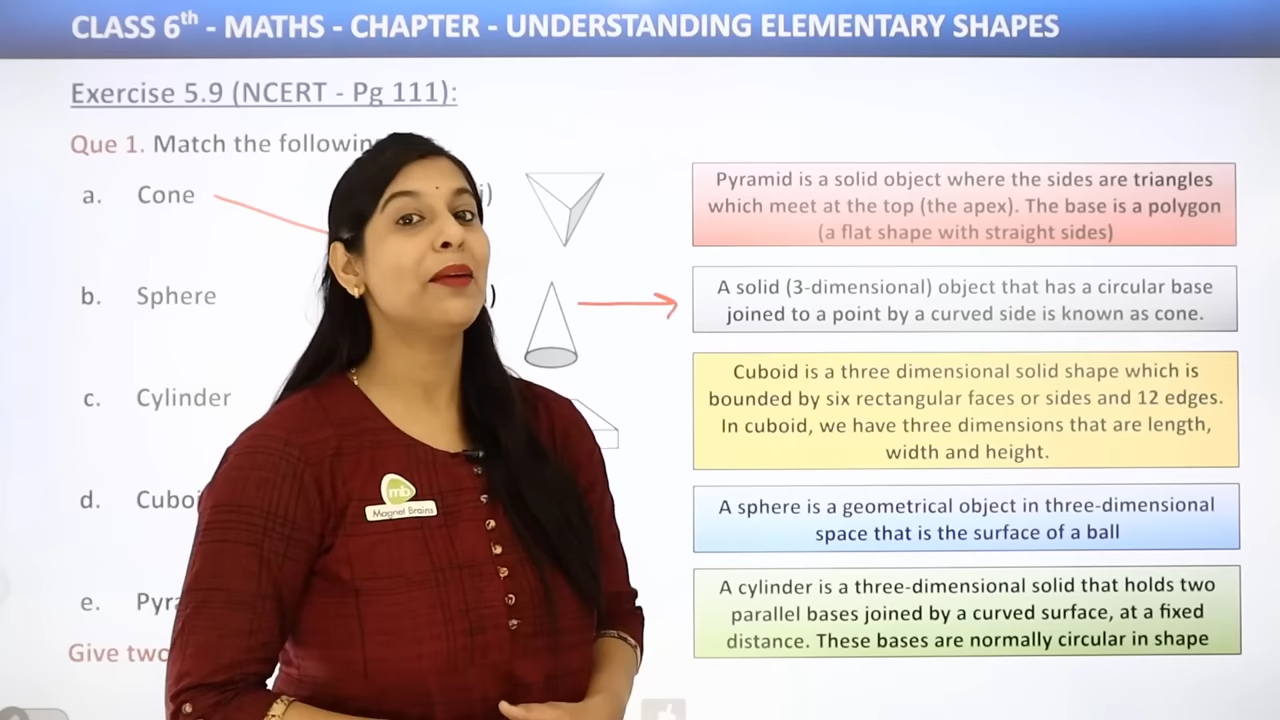 CLASS 6th - MATHS - CHAPTER - UNDERSTANDING ELEMENTARY SHAPES
Exercise 5.9 (NCERT - Pg 111):
Que 1. Match the followin
a. Cone
i)
b. Sphere
)
c. Cylinder
d. Cuboi
e. Pyra
Give two
Pyramid is a solid object where the sides are triangles
which meet at the top (the apex). The base is a polygon
(a flat shape with straight sides)
A solid (3-dimensional) object that has a circular base
joined to a point by a curved side is known as cone.
Cuboid is a three dimensional solid shape which is
bounded by six rectangular faces or sides and 12 edges.
In cuboid, we have three dimensions that are length,
width and height.
A sphere is a geometrical object in three-dimensional
space that is the surface of a ball
A cylinder is a three-dimensional solid that holds two
parallel bases joined by a curved surface, at a fixed
distance. These bases are normally circular in shape
mb
Magnet Brains